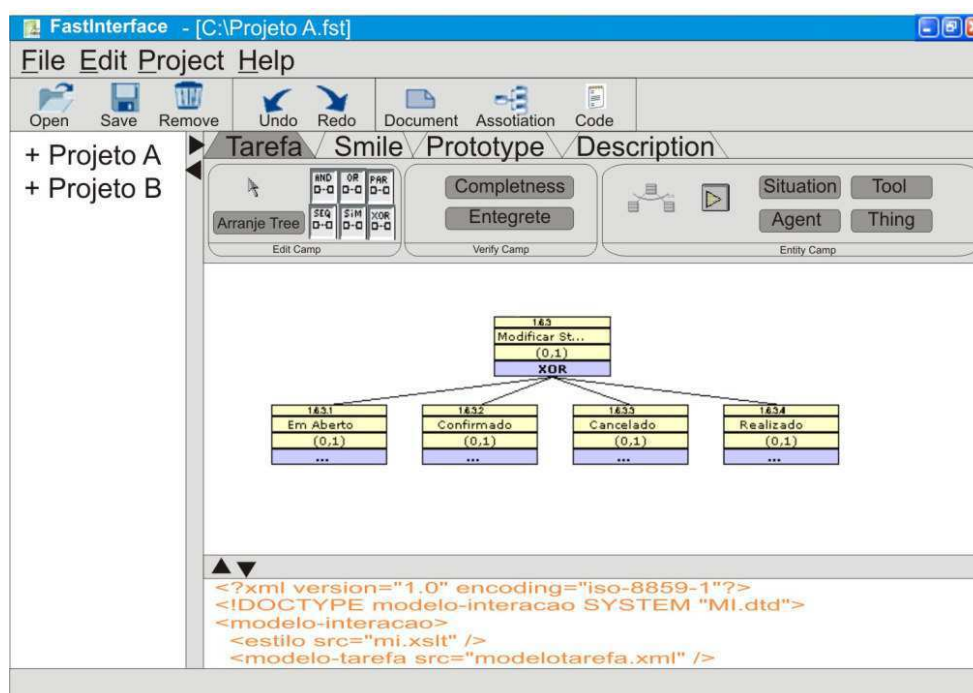 FastInterface - [C:\Projeto A.fst]
File Edit Project Help
Open Save Remove Undo Redo Document Assotiation Code
+ Projeto A
+ Projeto B
Tarefa Smile Prototype Description
AND OR PAR
SEQ SiM XOR
Arranje Tree
Edit Camp
Completness
Entegrete
Verify Camp
Situation Tool
Agent Thing
Entity Camp
1.6.3
Modificar St...
(0,1)
XOR
1.6.3.1
Em Aberto
(0,1)
...
1.6.3.2
Confirmado
(0,1)
...
1.6.3.3
Cancelado
(0,1)
...
1.6.3.4
Realizado
(0,1)
...
<?xml version="1.0" encoding="iso-8859-1"?>
<!DOCTYPE modelo-interacao SYSTEM "MI.dtd">
<modelo-interacao>
<estilo src="mi.xslt" />
<modelo-tarefa src="modelotarefa.xml" />